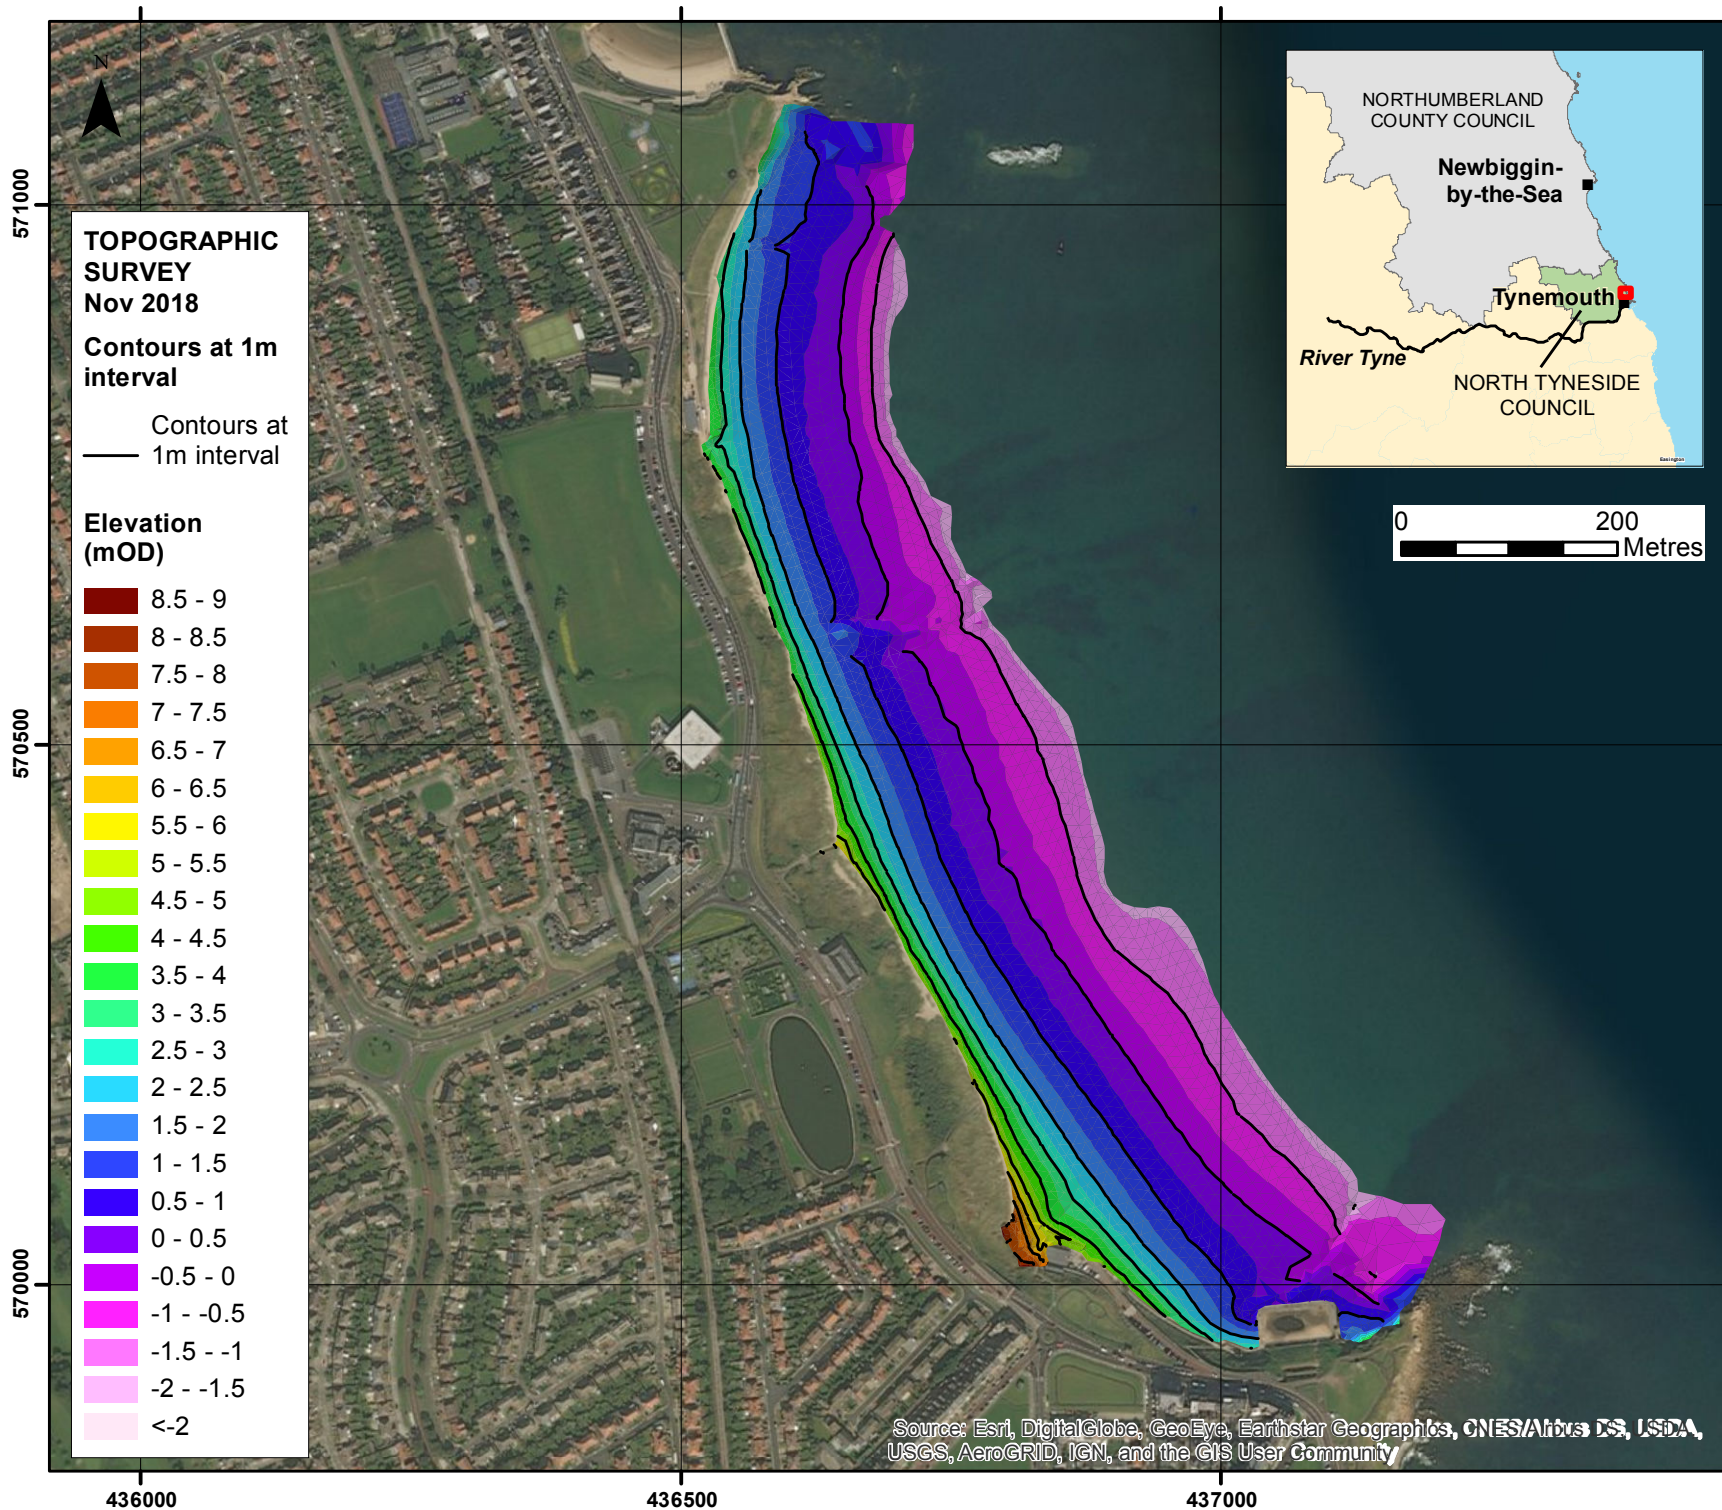 N
TOPOGRAPHIC
SURVEY
Nov 2018
Contours at 1m
interval
Contours at
1m interval
Elevation
(mOD)
8.5 - 9
8 - 8.5
7.5 - 8
7 - 7.5
6.5 - 7
6 - 6.5
5.5 - 6
5 - 5.5
4.5 - 5
4 - 4.5
3.5 - 4
3 - 3.5
2.5 - 3
2 - 2.5
1.5 - 2
1 - 1.5
0.5 - 1
0 - 0.5
-0.5 - 0
-1 - -0.5
-1.5 - -1
-2 - -1.5
<-2
NORTHUMBERLAND
COUNTY COUNCIL
Newbiggin-
by-the-Sea
Tynemouth
River Tyne
NORTH TYNESIDE
COUNCIL
Easington
0 200
Metres
571000
570500
570000
436000 436500 437000
Source: Esri, DigitalGlobe, GeoEye, Earthstar Geographics, CNES/Airbus DS, USDA,
USGS, AeroGRID, IGN, and the GIS User Community